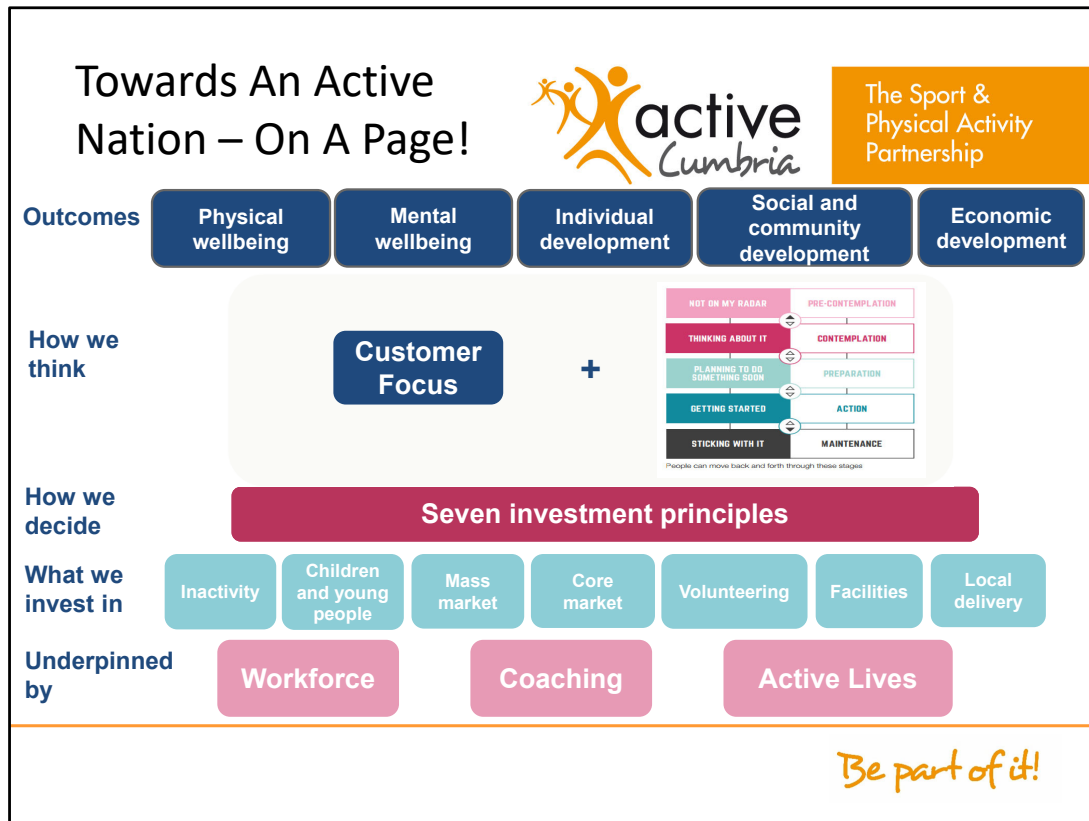 Towards An Active
Nation – On A Page!
active
Cumbria
The Sport &
Physical Activity
Partnership
Outcomes
Physical
wellbeing
Mental
wellbeing
Individual
development
Social and
community
development
Economic
development
How we
think
Customer
Focus
+
NOT ON MY RADAR
PRE-CONTEMPLATION
THINKING ABOUT IT
CONTEMPLATION
PLANNING TO DO
SOMETHING SOON
PREPARATION
GETTING STARTED
ACTION
STICKING WITH IT
MAINTENANCE
People can move back and forth through these stages
How we
decide
Seven investment principles
What we
invest in
Inactivity
Children
and young
people
Mass
market
Core
market
Volunteering
Facilities
Local
delivery
Underpinned
by
Workforce
Coaching
Active Lives
Be part of it!